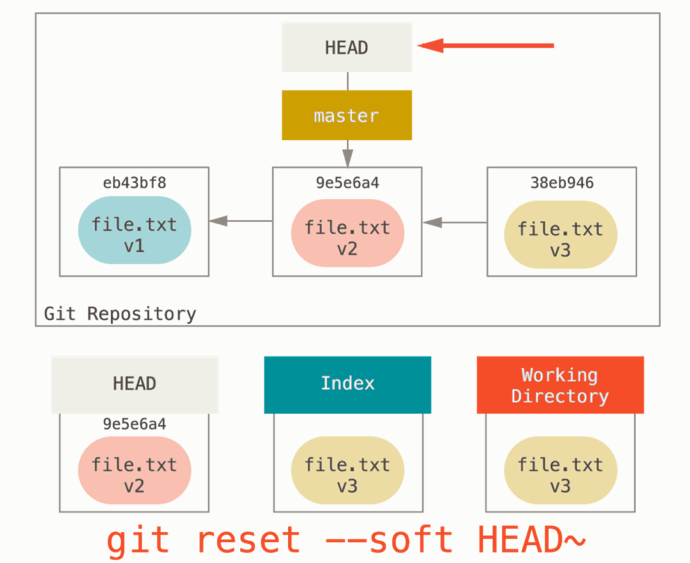 HEAD
master
eb43bf8
9e5e6a4
38eb946
file.txt
v1
file.txt
v2
file.txt
v3
Git Repository
HEAD
Index
Working
Directory
9e5e6a4
file.txt
v2
file.txt
v3
file.txt
v3
git reset --soft HEAD~